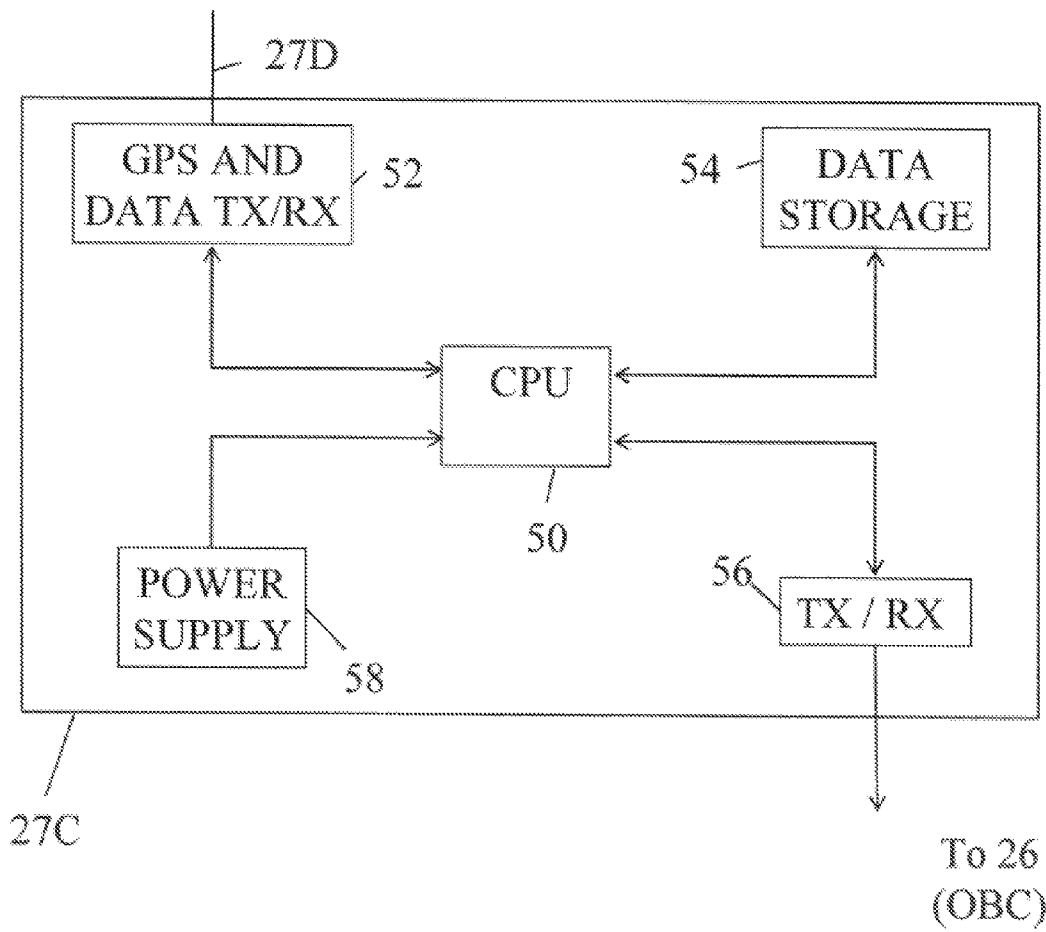 27D
GPS AND
DATA TX/RX
52
54
DATA
STORAGE
CPU
50
POWER
SUPPLY
58
56
TX / RX
27C
To 26
(OBC)